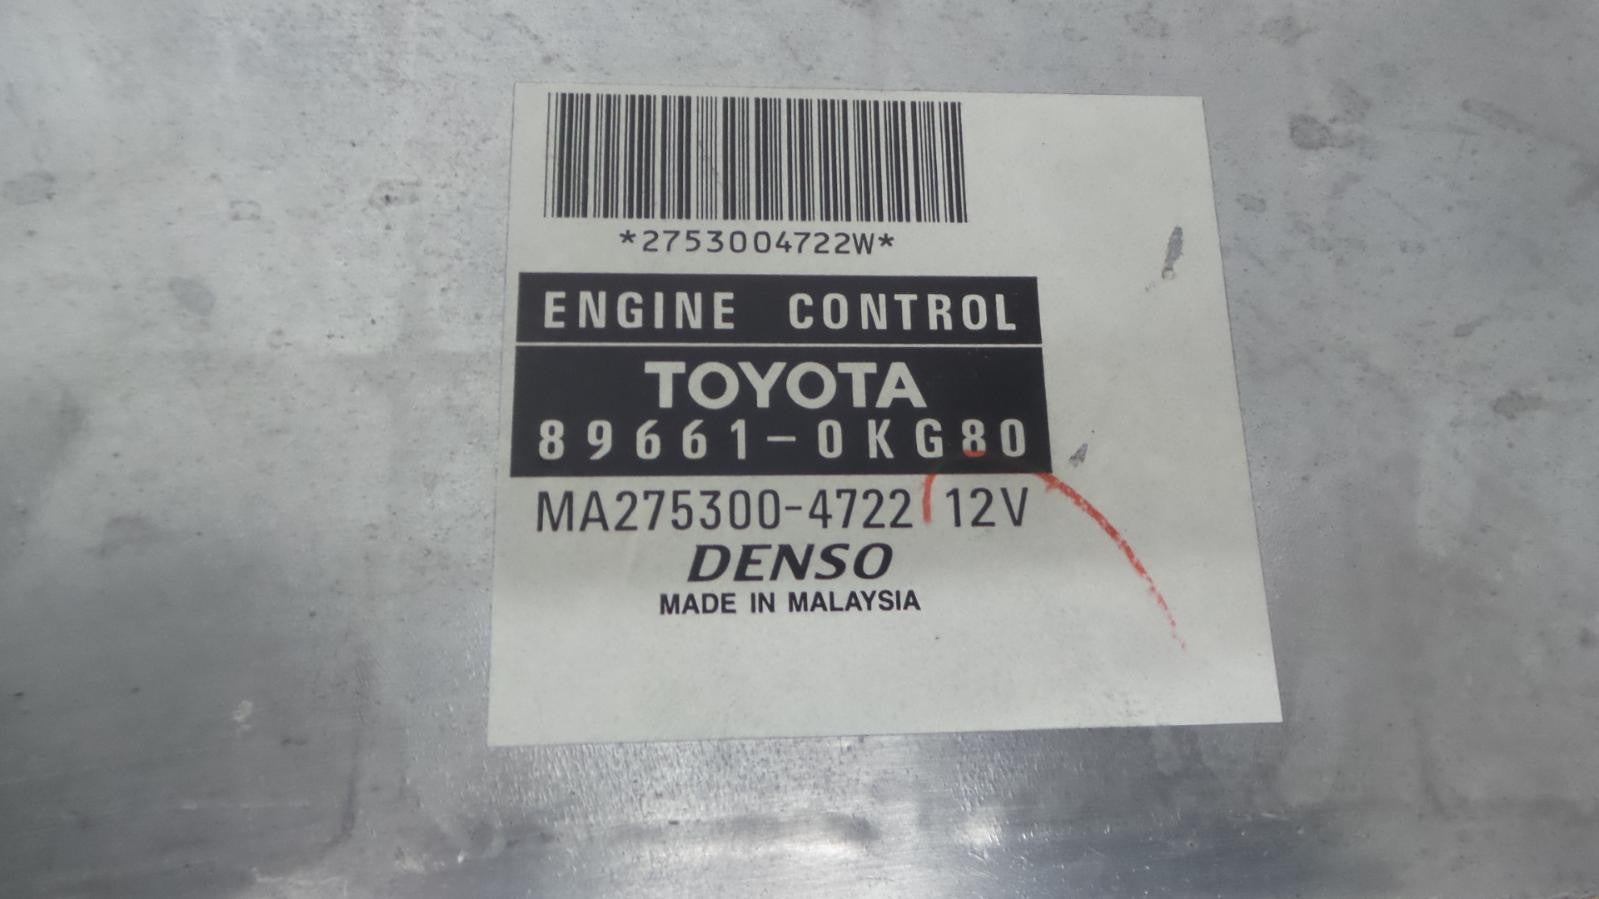 *2753004722W*
ENGINE CONTROL
TOYOTA
89661-0KG80
MA275300-4722 12V
DENSO
MADE IN MALAYSIA